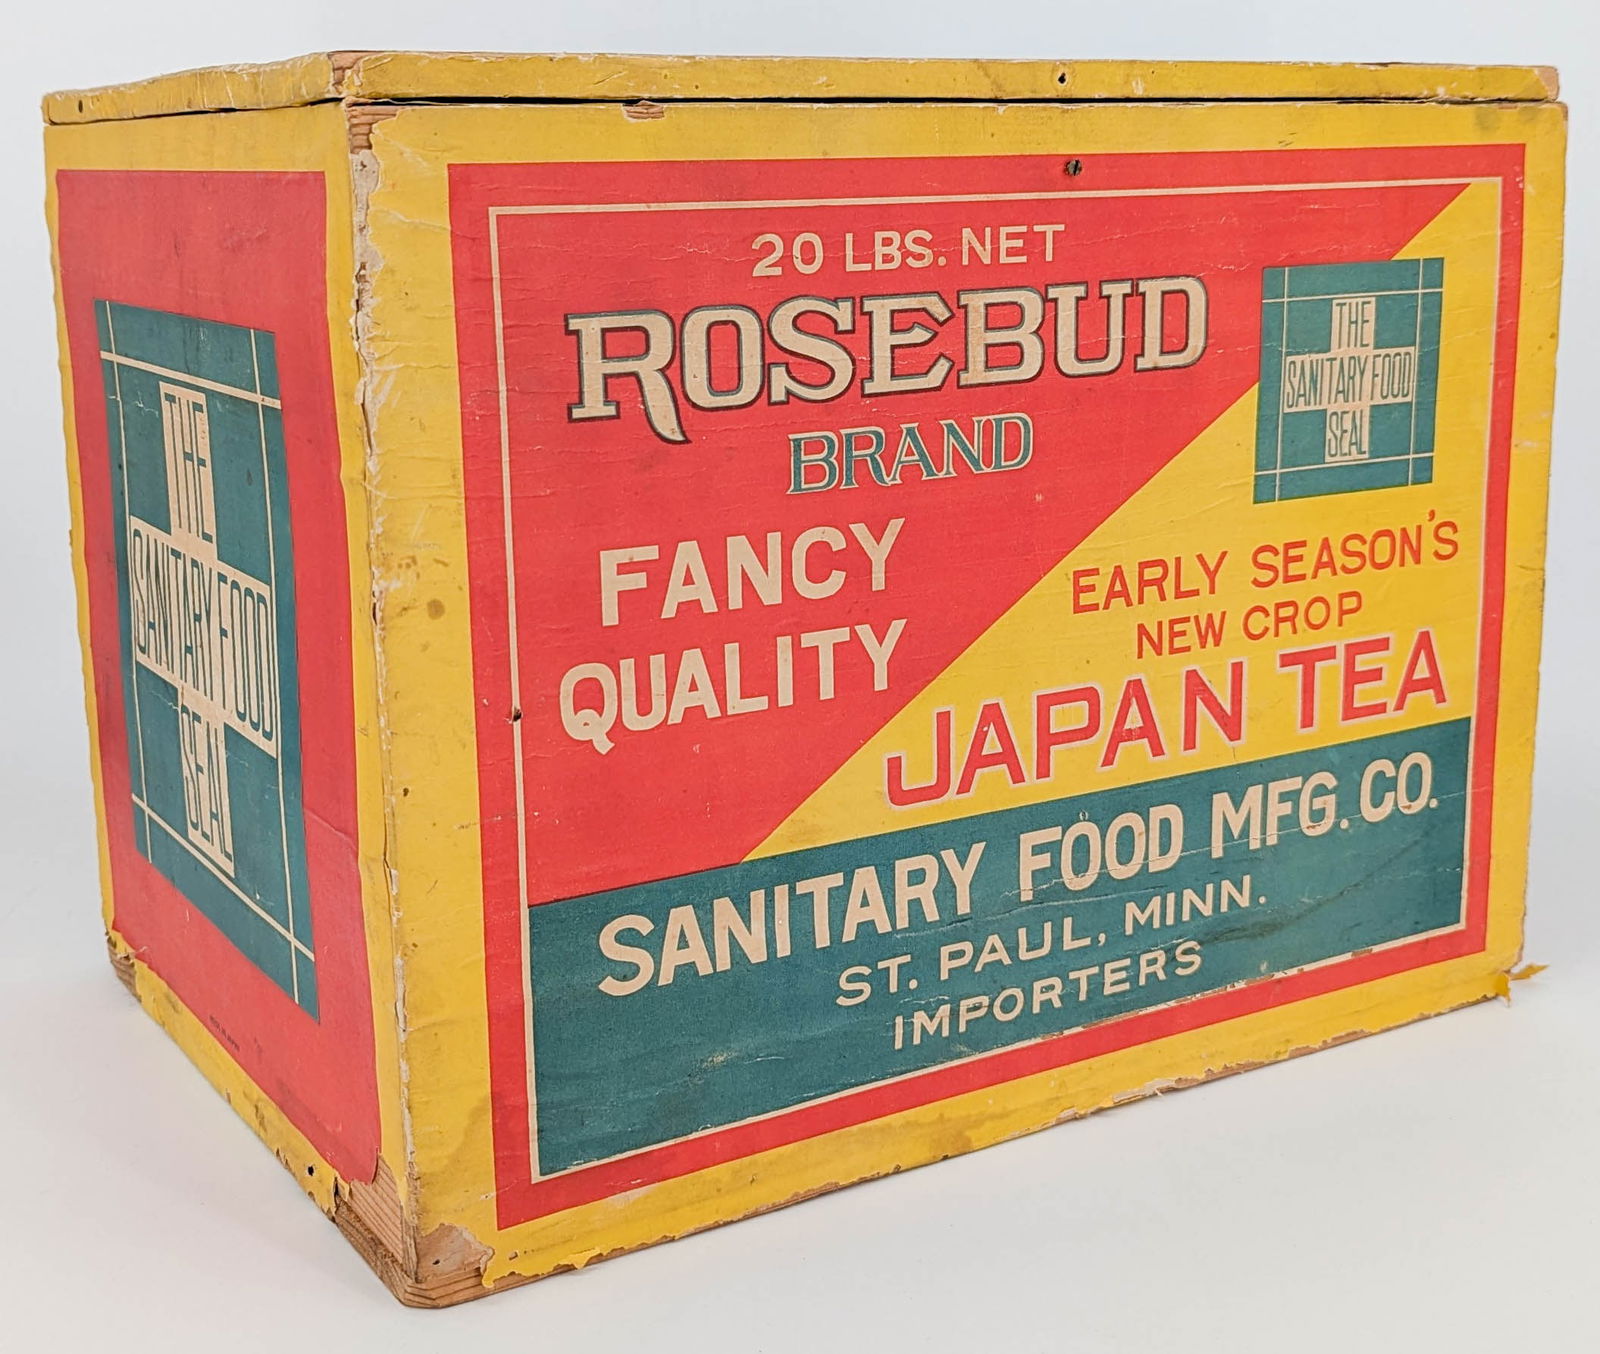 THE
SANITARY FOOD
SEAL
20 LBS. NET
ROSEBUD
BRAND
FANCY
QUALITY
THE
SANITARY FOOD
SEAL
EARLY SEASON'S
NEW CROP
JAPAN TEA
SANITARY FOOD MFG. CO.
ST. PAUL, MINN.
IMPORTERS